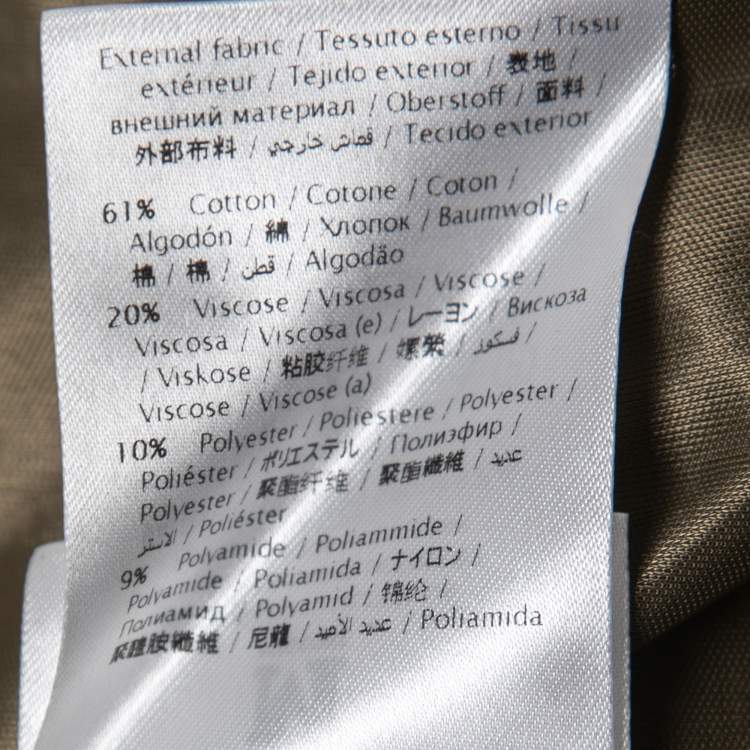 External fabric / Tessuto esterno / Tissu
extérieur / Tejido exterior / 表地 /
внешний материал / Oberstoff / 面料 /
外部布料 / قماش خارجي / Tecido exterior
61% Cotton / Cotone / Coton /
Algodón / 綿 / Хлопок / Baumwolle /
棉 / 棉 / قطن / Algodão
20% Viscose / Viscosa / Viscose /
Viscosa / Viscosa (e) / レーヨン / Вискоза
/ Viskose / 粘胶纤维 / 嫘縈 / فسكوز /
Viscose / Viscose (a)
10% Polyester / Poliestere / Polyester /
Poliéster / ポリエステル / Полиэфир /
Polyester / 聚酯纤维 / 聚酯纖維 / عديد
الاستر / Poliéster
9% Polyamide / Poliammide /
Polyamide / Poliamida / ナイロン /
Полиамид / Polyamid / 锦纶 /
聚醯胺纖維 / 尼龍 / عديد الأميد / Poliamida